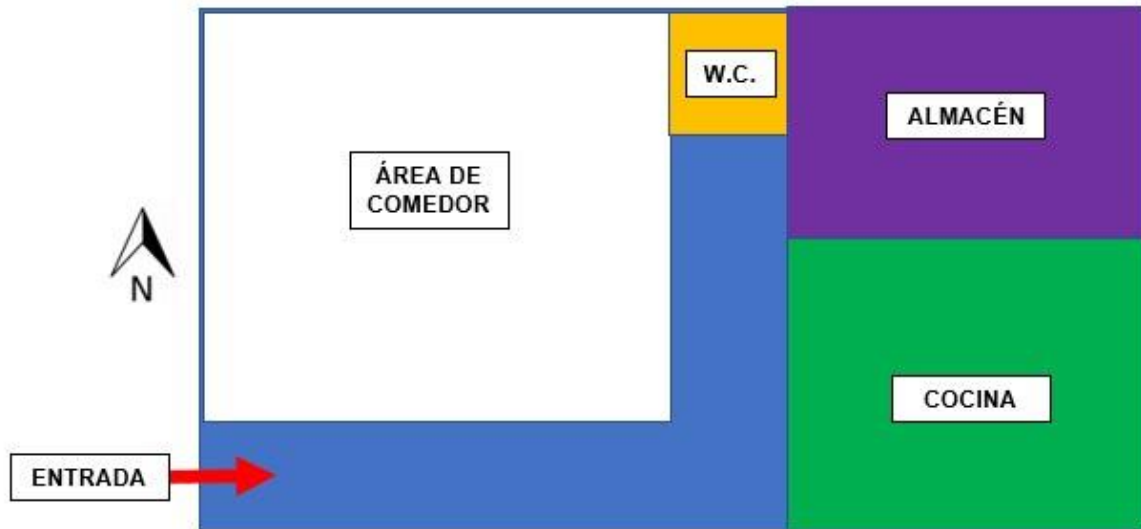 W.C.
ALMACÉN
ÁREA DE
COMEDOR
N
COCINA
ENTRADA